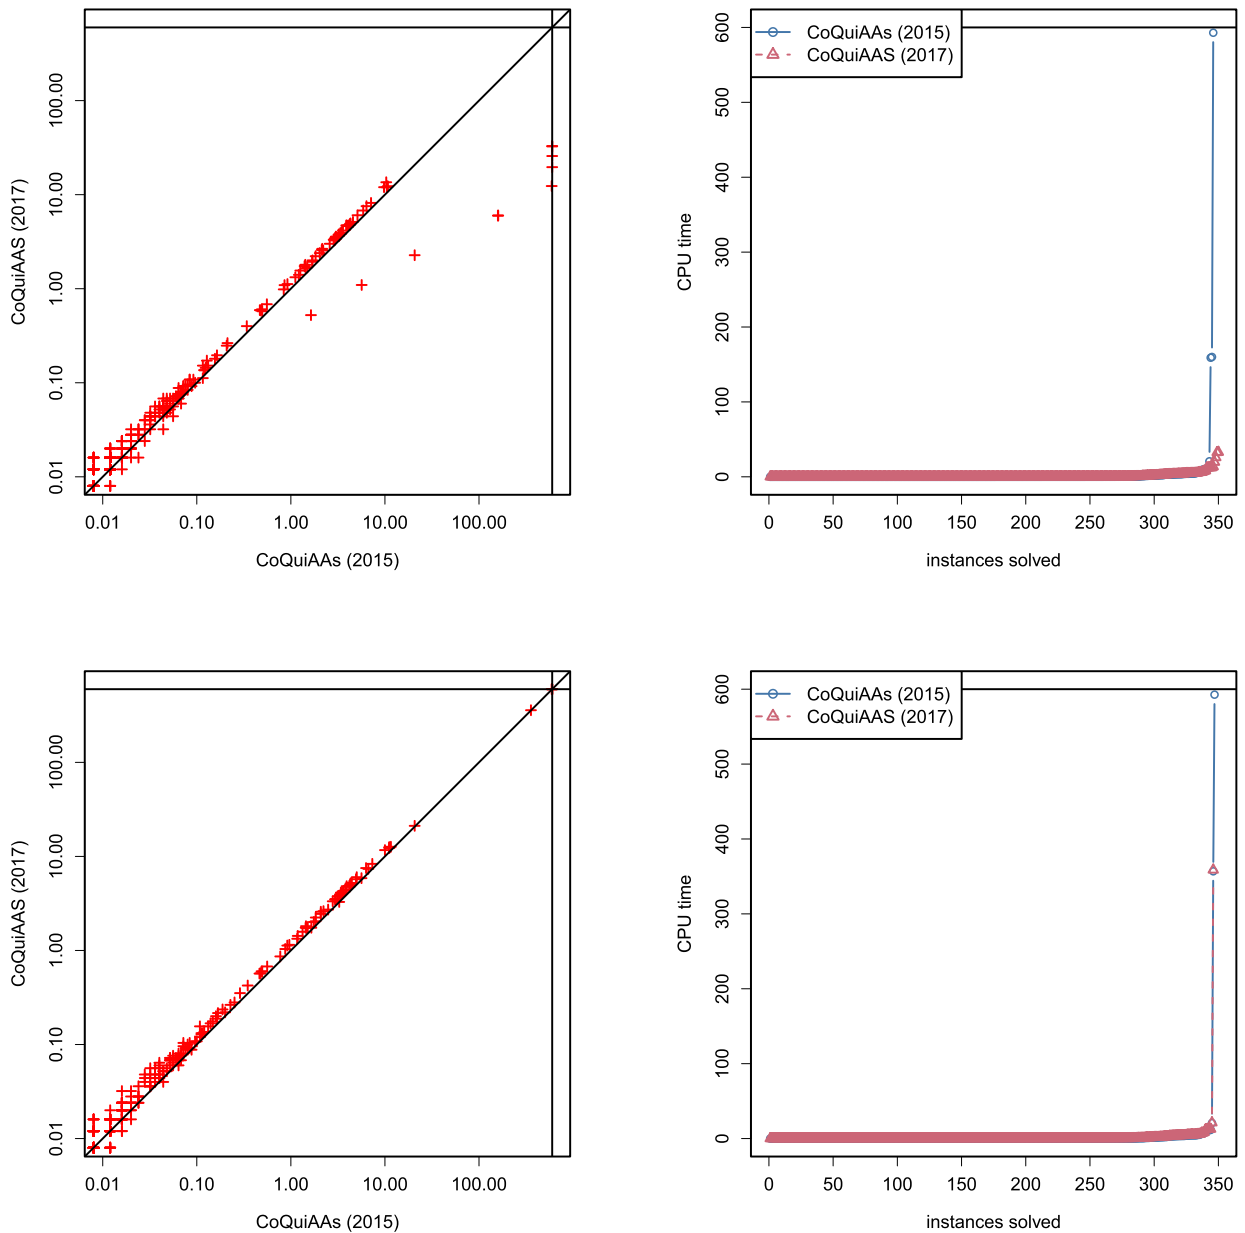 CoQuiAAS (2017)
100.00
10.00
1.00
0.10
0.01
0.01 0.10 1.00 10.00 100.00
CoQuiAAs (2015)
CoQuiAAs (2015)
CoQuiAAS (2017)
CPU time
600
500
400
300
200
100
0
0 50 100 150 200 250 300 350
instances solved
CoQuiAAS (2017)
100.00
10.00
1.00
0.10
0.01
0.01 0.10 1.00 10.00 100.00
CoQuiAAs (2015)
CoQuiAAs (2015)
CoQuiAAS (2017)
CPU time
600
500
400
300
200
100
0
0 50 100 150 200 250 300 350
instances solved